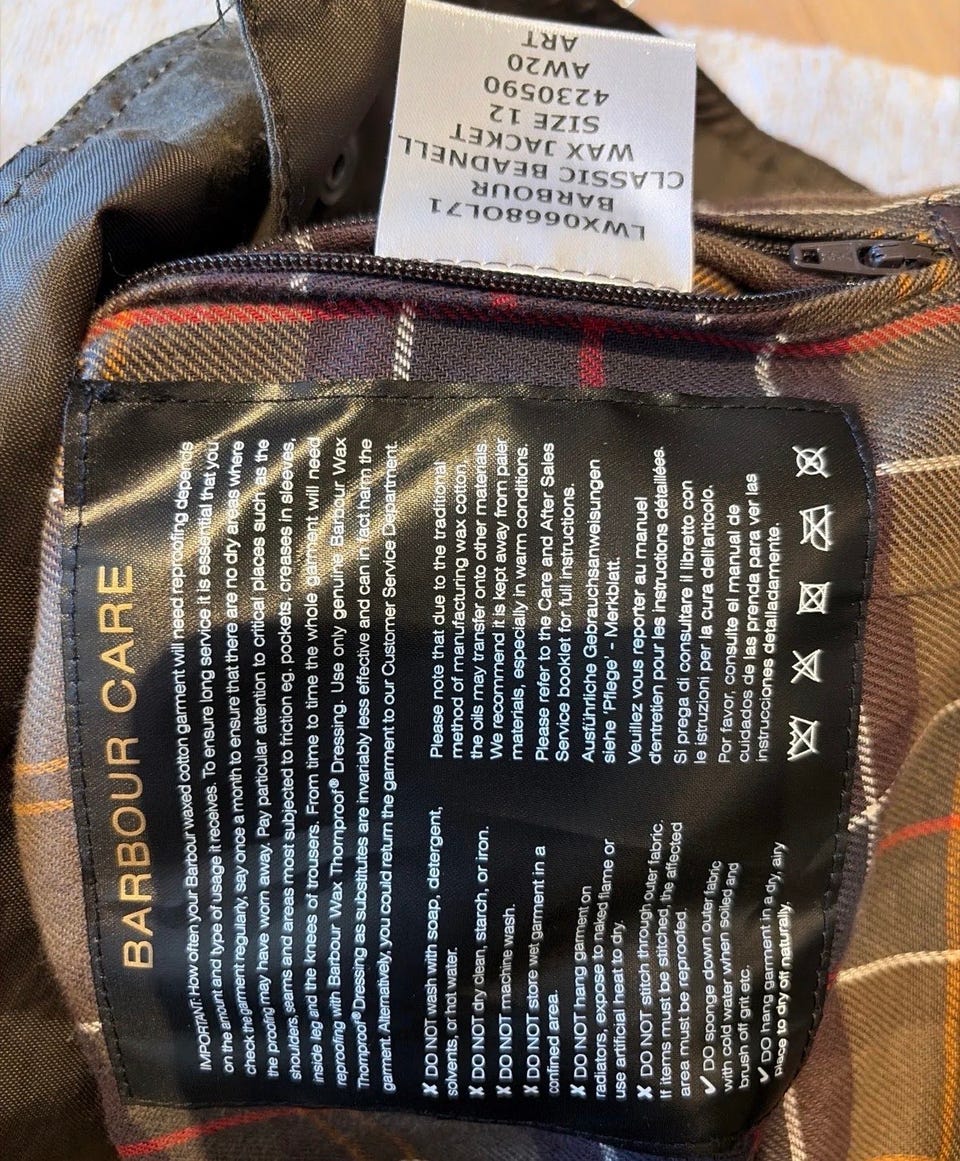 LWX0668OL71
BARBOUR
CLASSIC BEADNELL
WAX JACKET
SIZE 12
4230590
AW20
ART
BARBOUR CARE
IMPORTANT: How often your Barbour waxed cotton garment will need reproofing depends
on the amount and type of usage it receives. To ensure long service it is essential that you
check the garment regularly, say once a month to ensure that there are no dry areas where
the proofing may have worn away. Pay particular attention to critical places such as the
shoulders, seams and areas most subjected to friction eg. pockets, creases in sleeves,
inside leg and the knees of trousers. From time to time the whole garment will need
reproofing with Barbour Wax Thornproof® Dressing. Use only genuine Barbour Wax
Thornproof® Dressing as substitutes are invariably less effective and can in fact harm the
garment. Alternatively, you could return the garment to our Customer Service Department.
✗ DO NOT wash with soap, detergent,
solvents, or hot water.
✗ DO NOT dry clean, starch, or iron.
✗ DO NOT machine wash.
✗ DO NOT store wet garment in a
confined area.
✗ DO NOT hang garment on
radiators, expose to naked flame or
use artificial heat to dry.
✗ DO NOT stitch through outer fabric.
If items must be stitched, the affected
area must be reproofed.
✓ DO sponge down outer fabric
with cold water when soiled and
brush off grit etc.
✓ DO hang garment in a dry, airy
place to dry off naturally.
Please note that due to the traditional
method of manufacturing wax cotton,
the oils may transfer onto other materials.
We recommend it is kept away from paler
materials, especially in warm conditions.
Please refer to the Care and After Sales
Service booklet for full instructions.
Ausführliche Gebrauchsanweisungen
siehe 'Pflege' - Merkblatt.
Veuillez vous reporter au manuel
d'entretien pour les instructions détaillées.
Si prega di consultare il libretto con
le istruzioni per la cura dell'articolo.
Por favor, consulte el manual de
cuidados de las prenda para ver las
instrucciones detalladamente.